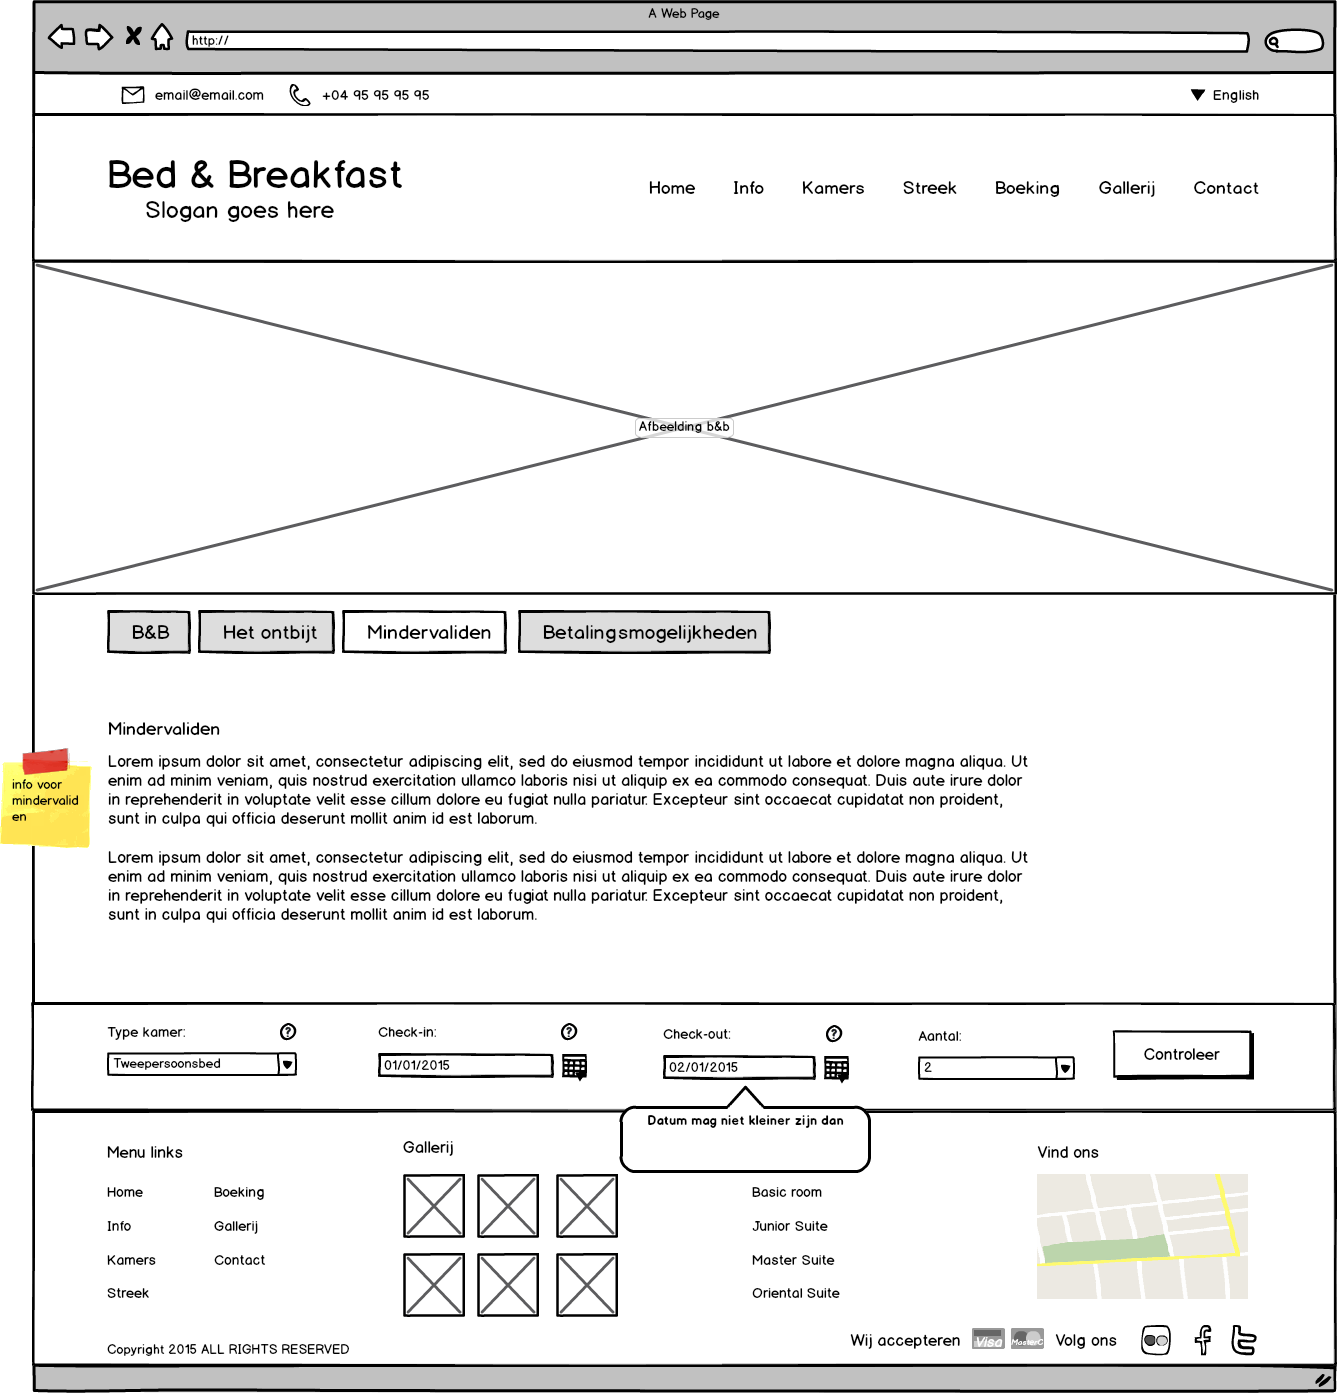 A Web Page
http://
email@email.com
+04 95 95 95 95
English
Bed & Breakfast
Slogan goes here
Home Info Kamers Streek Boeking Gallerij Contact
Afbeelding b&b
B&B Het ontbijt Mindervaliden Betalingsmogelijkheden
Mindervaliden
Lorem ipsum dolor sit amet, consectetur adipiscing elit, sed do eiusmod tempor incididunt ut labore et dolore magna aliqua. Ut
enim ad minim veniam, quis nostrud exercitation ullamco laboris nisi ut aliquip ex ea commodo consequat. Duis aute irure dolor
in reprehenderit in voluptate velit esse cillum dolore eu fugiat nulla pariatur. Excepteur sint occaecat cupidatat non proident,
sunt in culpa qui officia deserunt mollit anim id est laborum.
Lorem ipsum dolor sit amet, consectetur adipiscing elit, sed do eiusmod tempor incididunt ut labore et dolore magna aliqua. Ut
enim ad minim veniam, quis nostrud exercitation ullamco laboris nisi ut aliquip ex ea commodo consequat. Duis aute irure dolor
in reprehenderit in voluptate velit esse cillum dolore eu fugiat nulla pariatur. Excepteur sint occaecat cupidatat non proident,
sunt in culpa qui officia deserunt mollit anim id est laborum.
info voor
mindervalid
en
Type kamer: ?
Tweepersoonsbed
Check-in: ?
01/01/2015
Check-out: ?
02/01/2015
Aantal:
2
Controleer
Datum mag niet kleiner zijn dan
Menu links
Home Boeking
Info Gallerij
Kamers Contact
Streek
Gallerij
Basic room
Junior Suite
Master Suite
Oriental Suite
Vind ons
Copyright 2015 ALL RIGHTS RESERVED
Wij accepteren Visa MasterC Volg ons